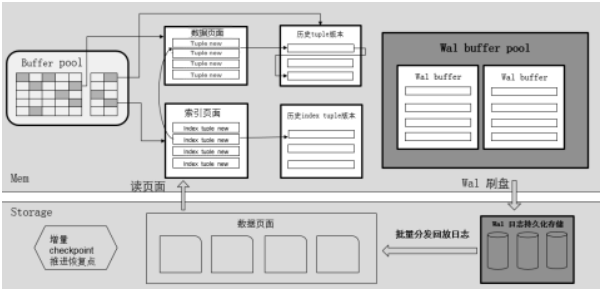 Buffer pool
数据页面
Tuple new
Tuple new
Tuple new
Tuple new
历史tuple版本
索引页面
Index tuple new
Index tuple new
Index tuple new
Index tuple new
历史index tuple版本
Wal buffer pool
Wal buffer
Wal buffer
Mem
读页面
Wal 刷盘
Storage
增量
checkpoint
推进恢复点
数据页面
批量分发回放日志
Wal 日志持久化存储